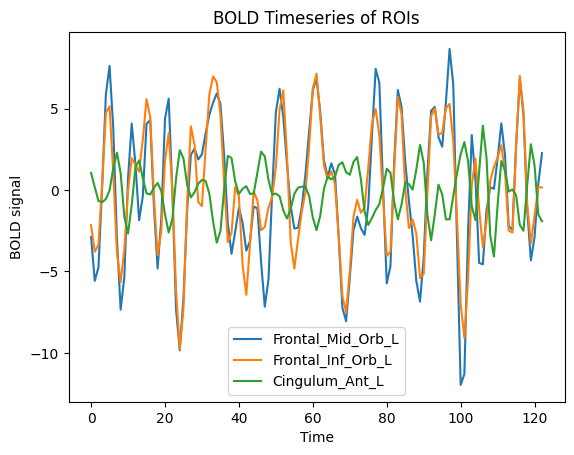 BOLD Timeseries of ROIs
BOLD signal
5
0
−5
−10
Frontal_Mid_Orb_L
Frontal_Inf_Orb_L
Cingulum_Ant_L
0 20 40 60 80 100 120
Time